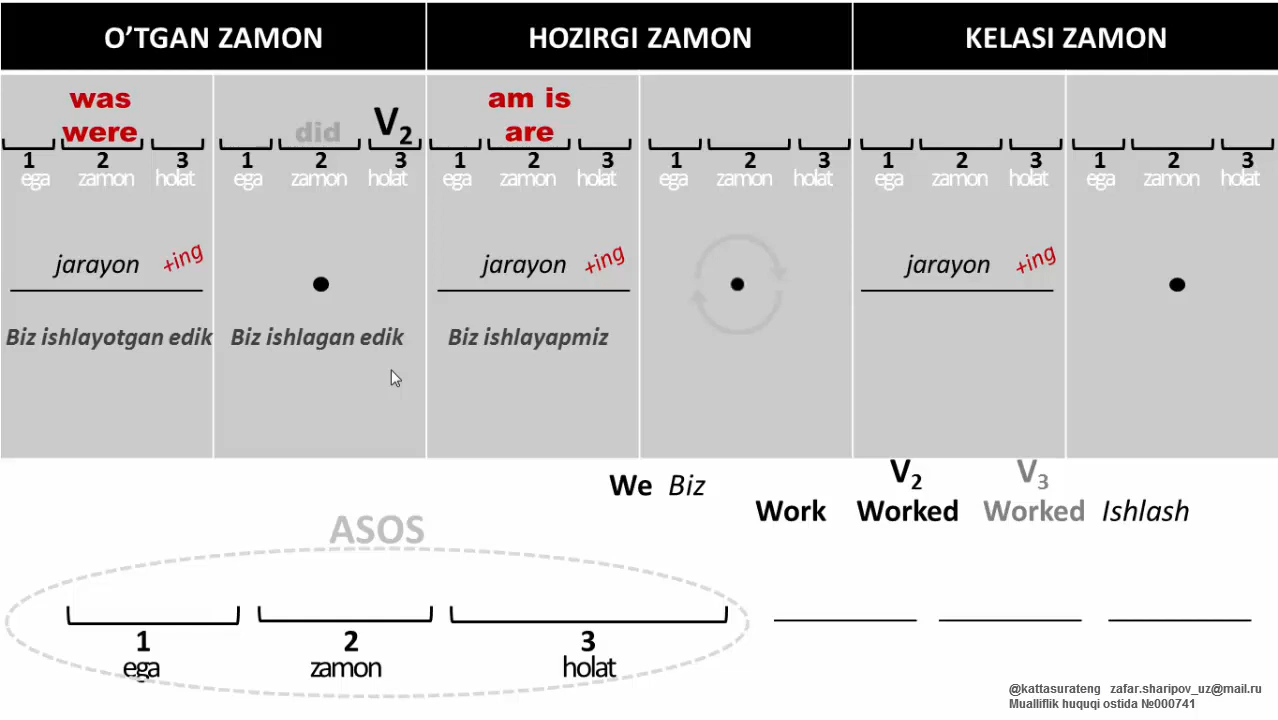 O’TGAN ZAMON HOZIRGI ZAMON KELASI ZAMON
was am is
were did V2 are
1 2 3 1 2 3 1 2 3 1 2 3 1 2 3 1 2 3
ega zamon holat ega zamon holat ega zamon holat ega zamon holat ega zamon holat ega zamon holat
jarayon +ing jarayon +ing jarayon +ing
Biz ishlayotgan edik Biz ishlagan edik Biz ishlayapmiz
V2 V3
We Biz
Work Worked Worked Ishlash
ASOS
1 2 3
ega zamon holat
@kattasurateng zafar.sharipov_uz@mail.ru
Mualliflik huquqi ostida №000741